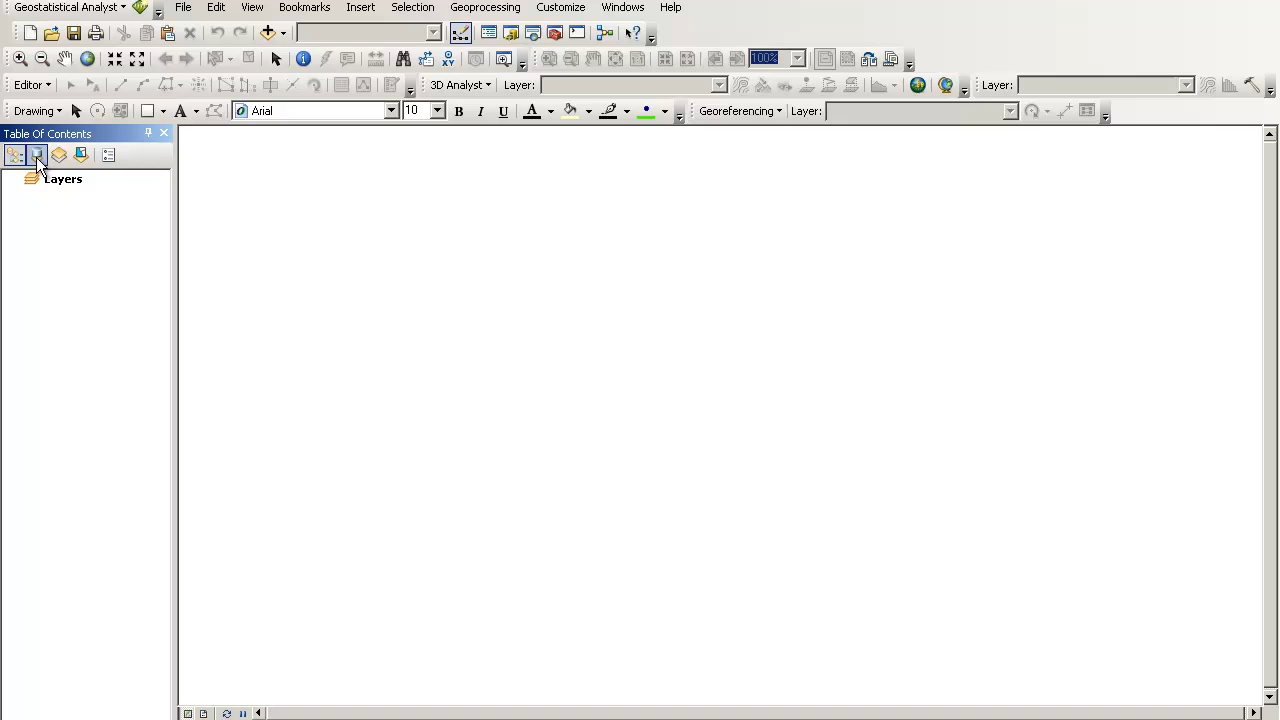 Geostatistical Analyst File Edit View Bookmarks Insert Selection Geoprocessing Customize Windows Help
100%
Editor 3D Analyst Layer: Layer:
Drawing A Arial 10 B I U A Georeferencing Layer:
Table Of Contents
Layers